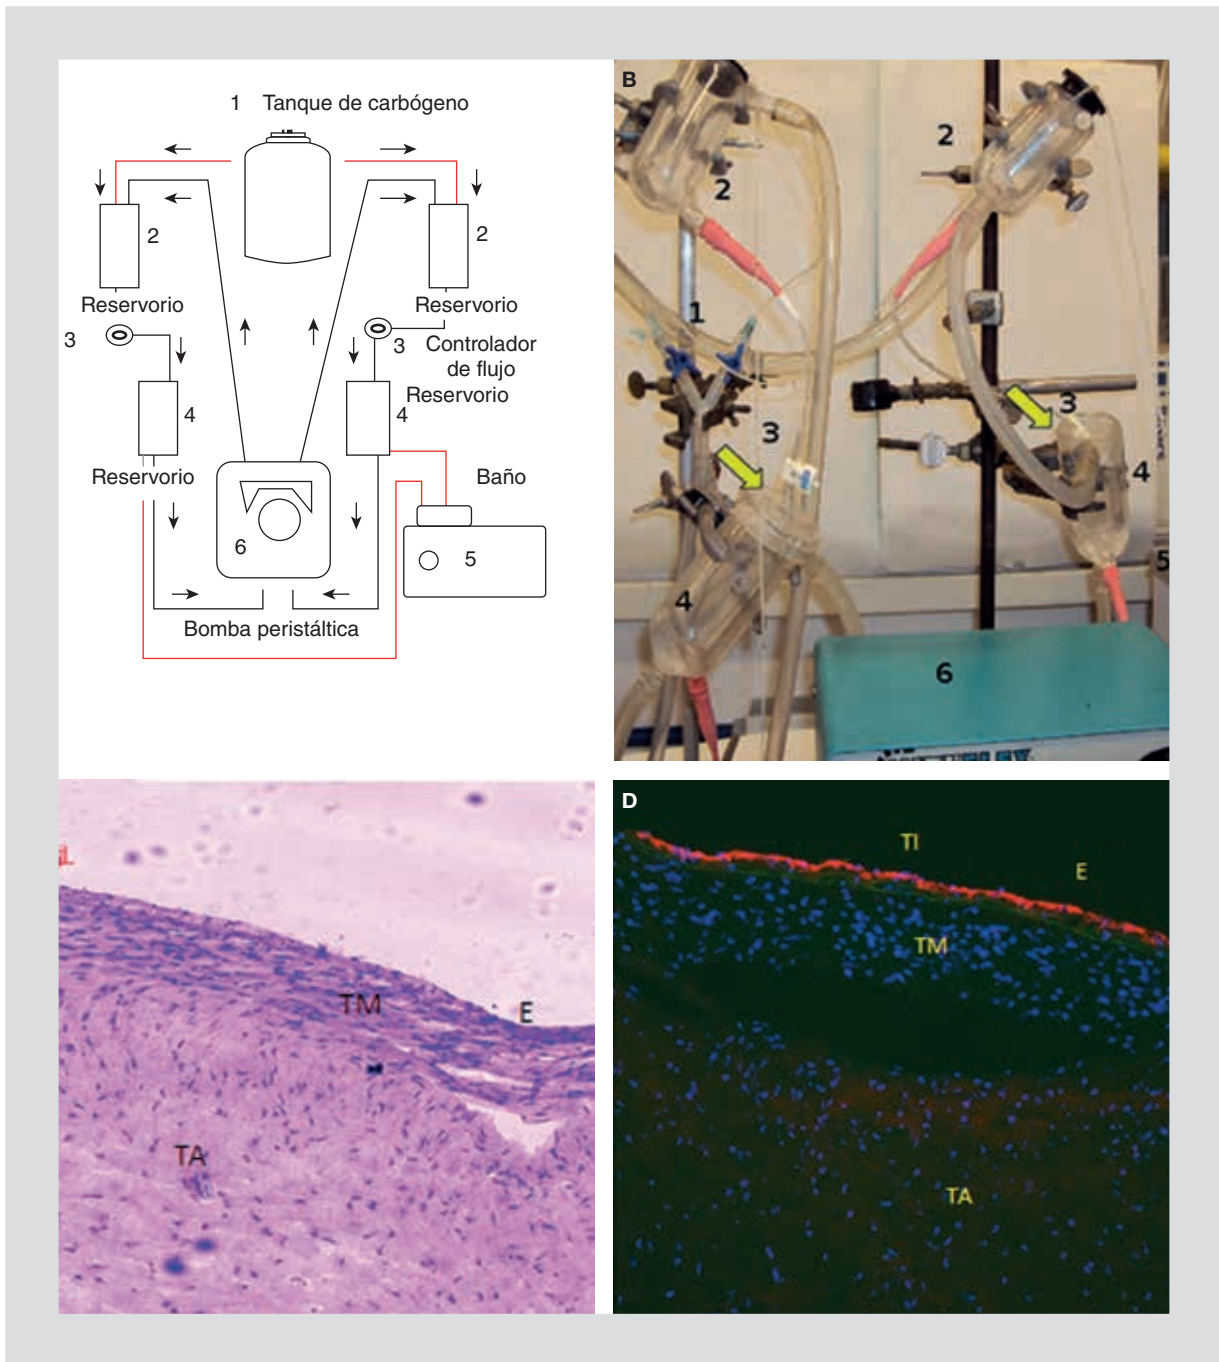 1 Tanque de carbógeno
2
2
Reservorio
Reservorio
3
3
Controlador
de flujo
Reservorio
4
4
Reservorio
Baño
6
5
Bomba peristáltica
B
2
2
1
3
3
4
4
5
6
TM
E
TA
D
TI
E
TM
TA